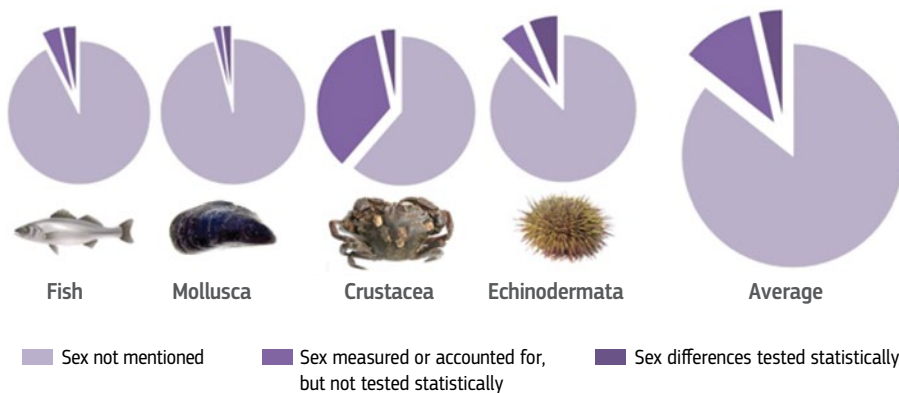 Fish
Mollusca
Crustacea
Echinodermata
Average
Sex not mentioned
Sex measured or accounted for,
but not tested statistically
Sex differences tested statistically